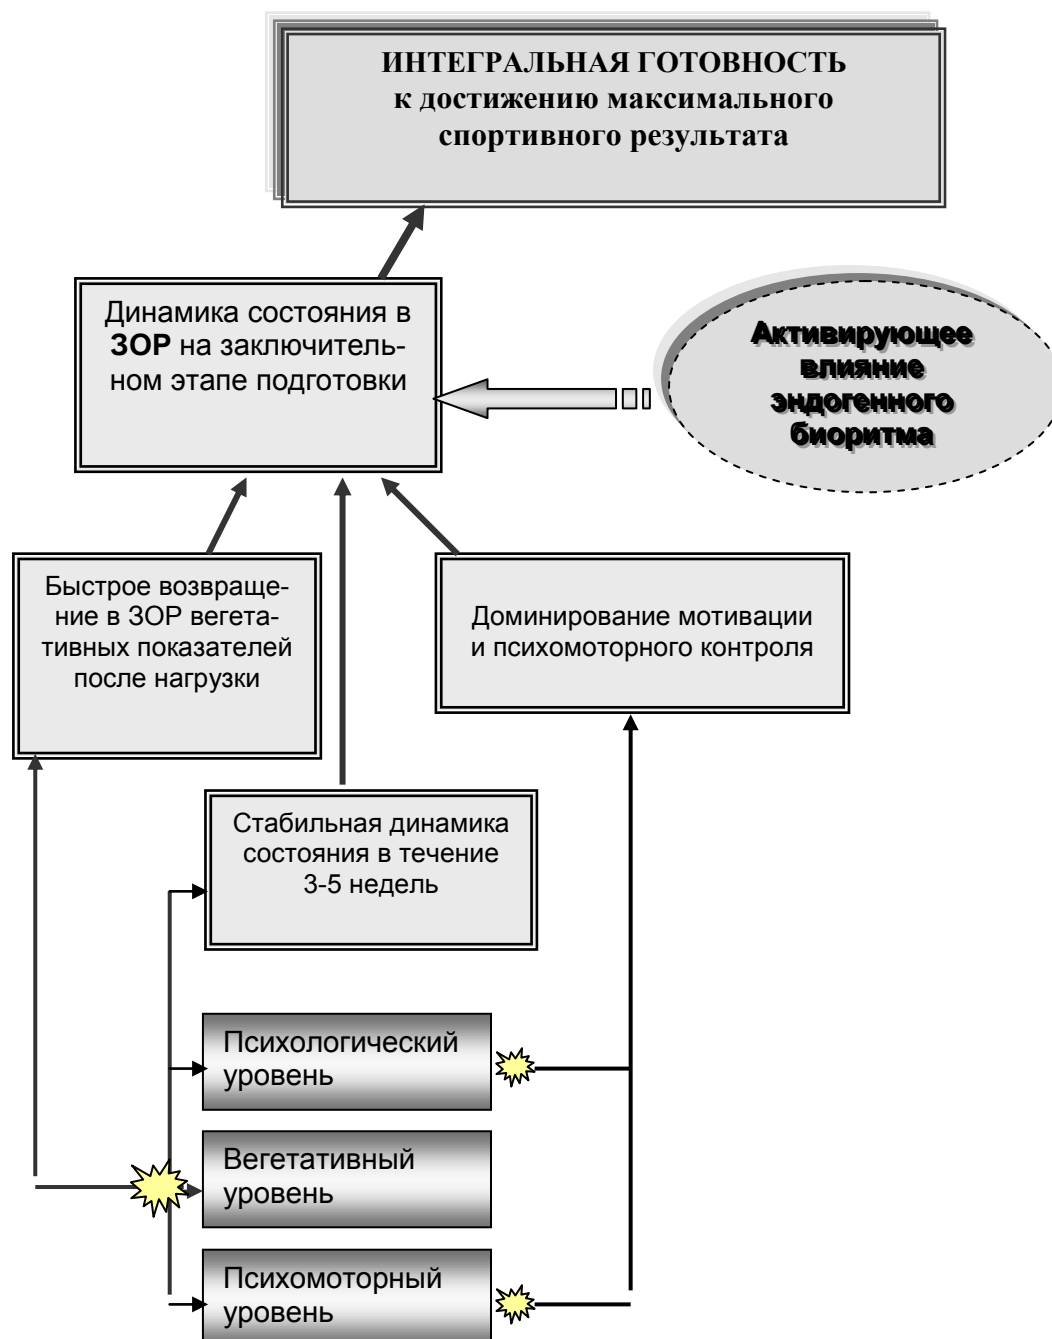 ИНТЕГРАЛЬНАЯ ГОТОВНОСТЬ
к достижению максимального
спортивного результата
Динамика состояния в
ЗОР на заключитель-
ном этапе подготовки
Активирующее
влияние
эндогенного
биоритма
Быстрое возвраще-
ние в ЗОР вегета-
тивных показателей
после нагрузки
Доминирование мотивации
и психомоторного контроля
Стабильная динамика
состояния в течение
3-5 недель
Психологический
уровень
Вегетативный
уровень
Психомоторный
уровень